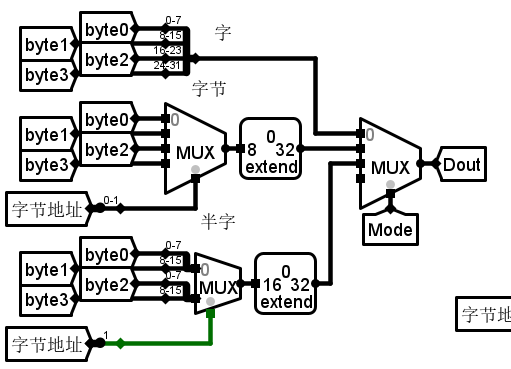 byte0 0-7 字
byte1 8-15
byte2 16-23
byte3 24-31
字节
byte0 0
byte1
byte2 MUX 8 0 32 extend
byte3
0 MUX Dout
字节地址 0-1
半字 Mode
byte0 0-7
byte1 8-15 0
byte2 0-7 MUX 16 0 32 extend
byte3 8-15
字节地址 1
字节地